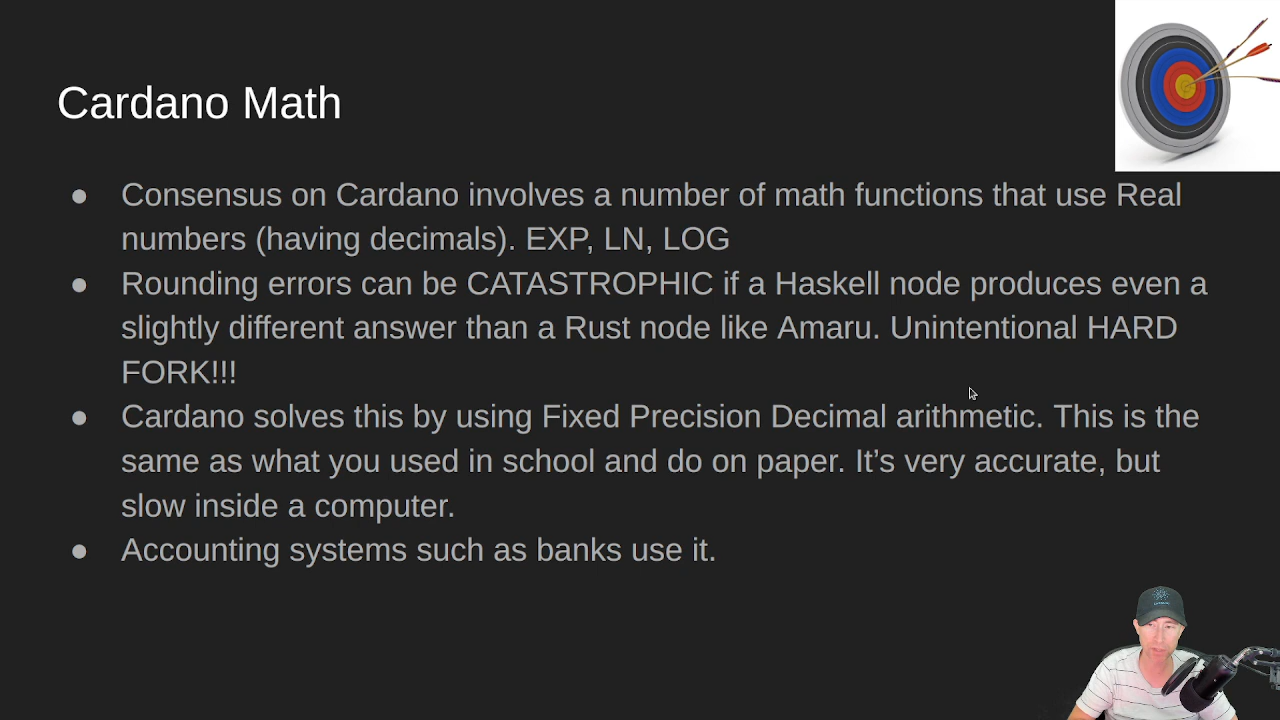 Cardano Math
● Consensus on Cardano involves a number of math functions that use Real
numbers (having decimals). EXP, LN, LOG
● Rounding errors can be CATASTROPHIC if a Haskell node produces even a
slightly different answer than a Rust node like Amaru. Unintentional HARD
FORK!!!
● Cardano solves this by using Fixed Precision Decimal arithmetic. This is the
same as what you used in school and do on paper. It’s very accurate, but
slow inside a computer.
● Accounting systems such as banks use it.